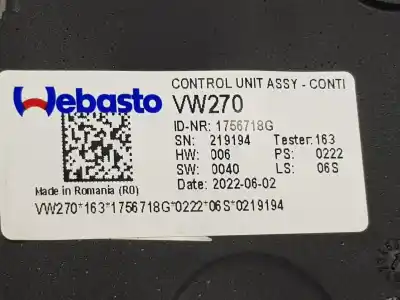 CONTROL UNIT ASSY - CONTI
Webasto
VW270
ID-NR: 1756718G
SN: 219194 Tester: 163
HW: 006 PS: 0222
SW: 0040 LS: 06S
Date: 2022-06-02
Made in Romania (R0)
VW270*163*1756718G*0222*06S*0219194